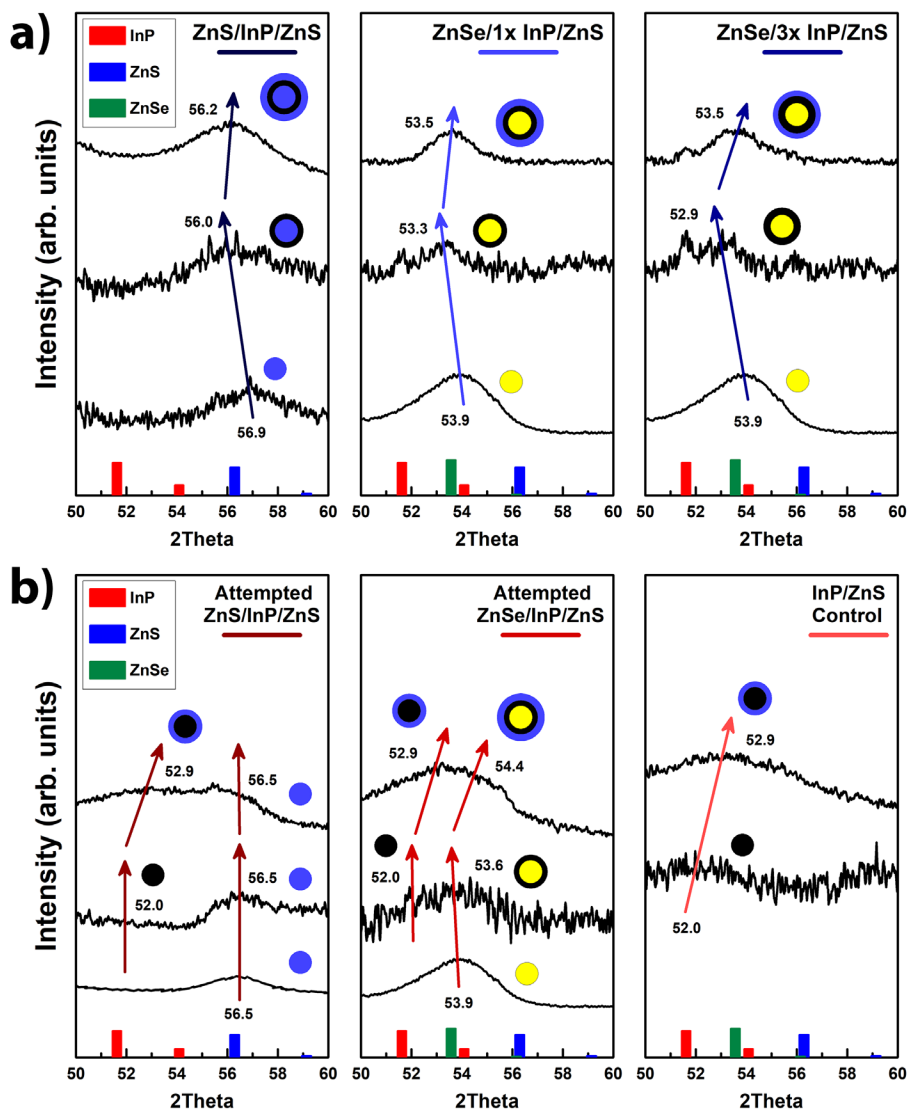 a)
InP
ZnS
ZnSe
ZnS/InP/ZnS
56.2
56.0
56.9
50 52 54 56 58 60
2Theta
ZnSe/1x InP/ZnS
53.5
53.3
53.9
50 52 54 56 58 60
2Theta
ZnSe/3x InP/ZnS
53.5
52.9
53.9
50 52 54 56 58 60
2Theta
Intensity (arb. units)
b)
InP
ZnS
ZnSe
Attempted
ZnS/InP/ZnS
52.9
56.5
52.0
56.5
56.5
50 52 54 56 58 60
2Theta
Attempted
ZnSe/InP/ZnS
52.9
54.4
52.0
53.6
53.9
50 52 54 56 58 60
2Theta
InP/ZnS
Control
52.9
52.0
50 52 54 56 58 60
2Theta
Intensity (arb. units)